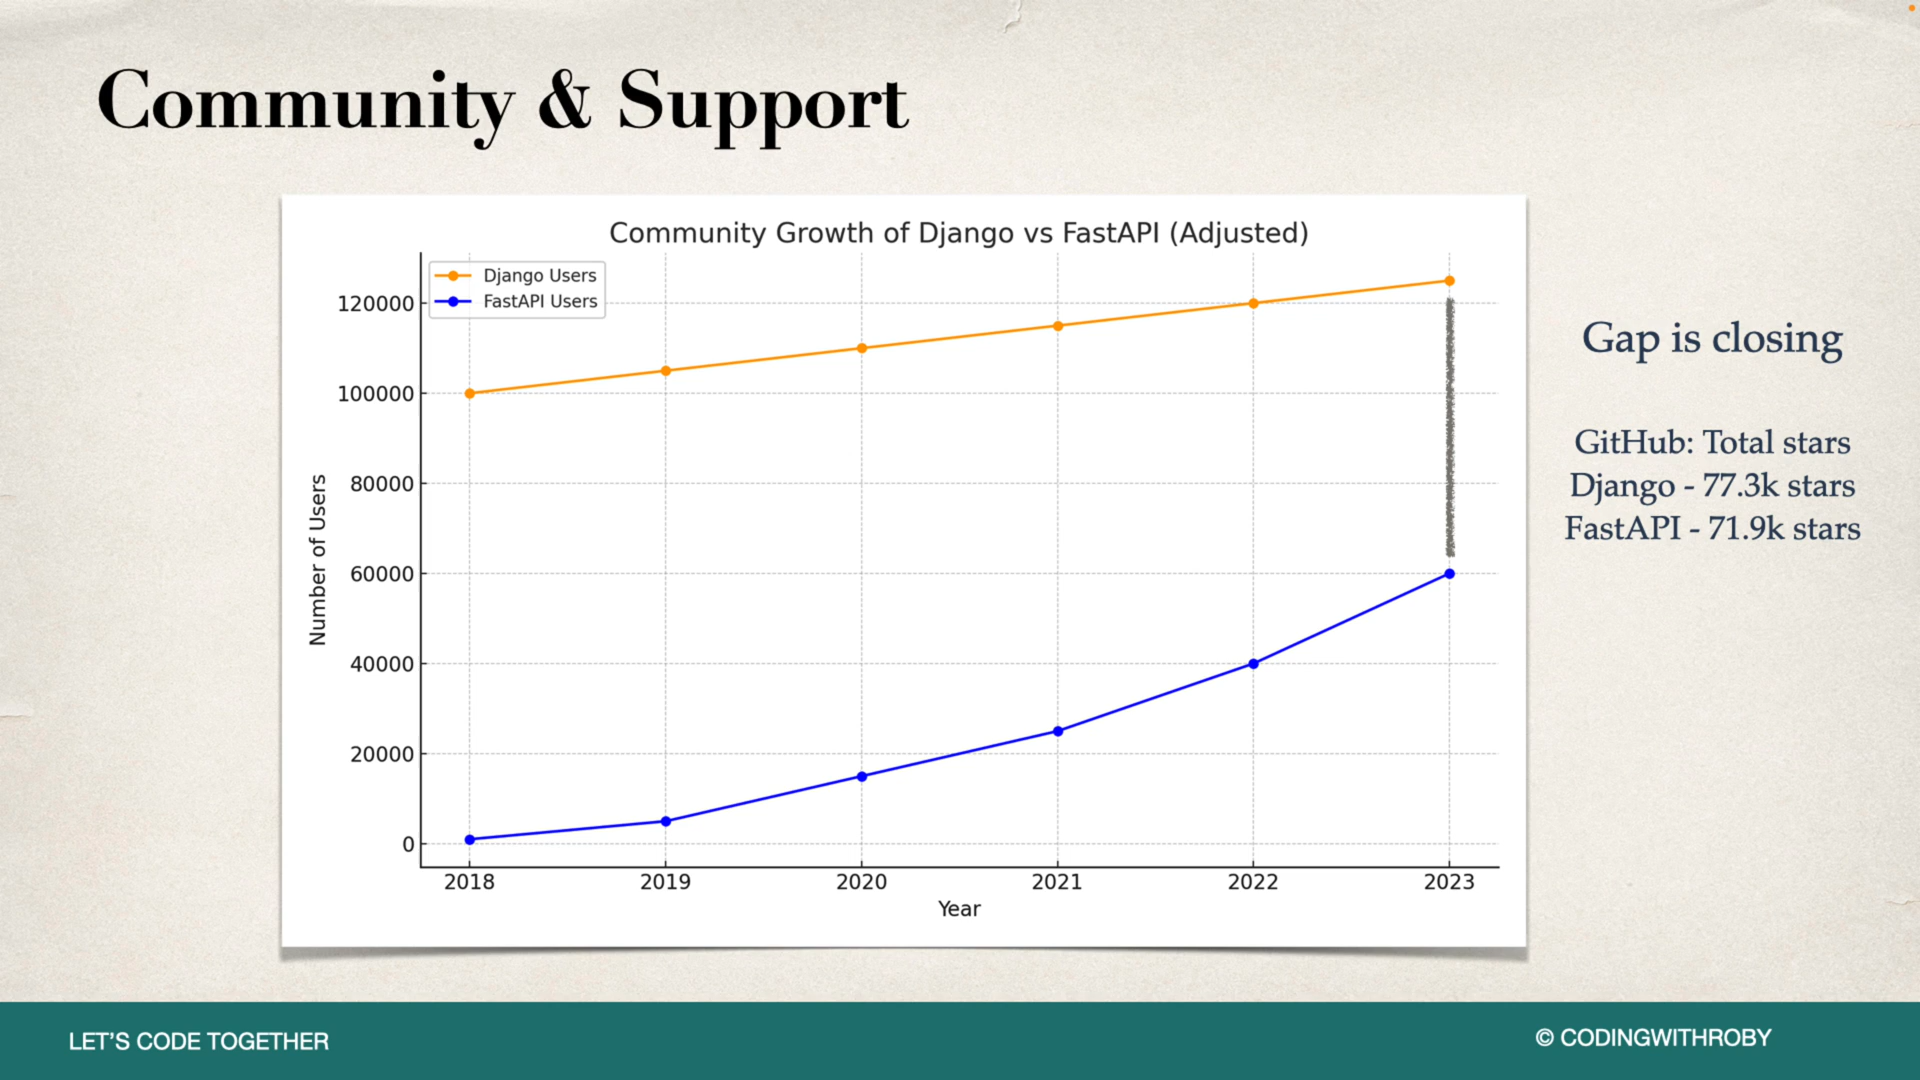 Community & Support
Community Growth of Django vs FastAPI (Adjusted)
Django Users
FastAPI Users
120000
100000
80000
60000
40000
20000
0
Number of Users
2018 2019 2020 2021 2022 2023
Year
Gap is closing
GitHub: Total stars
Django - 77.3k stars
FastAPI - 71.9k stars
LET’S CODE TOGETHER
© CODINGWITHROBY